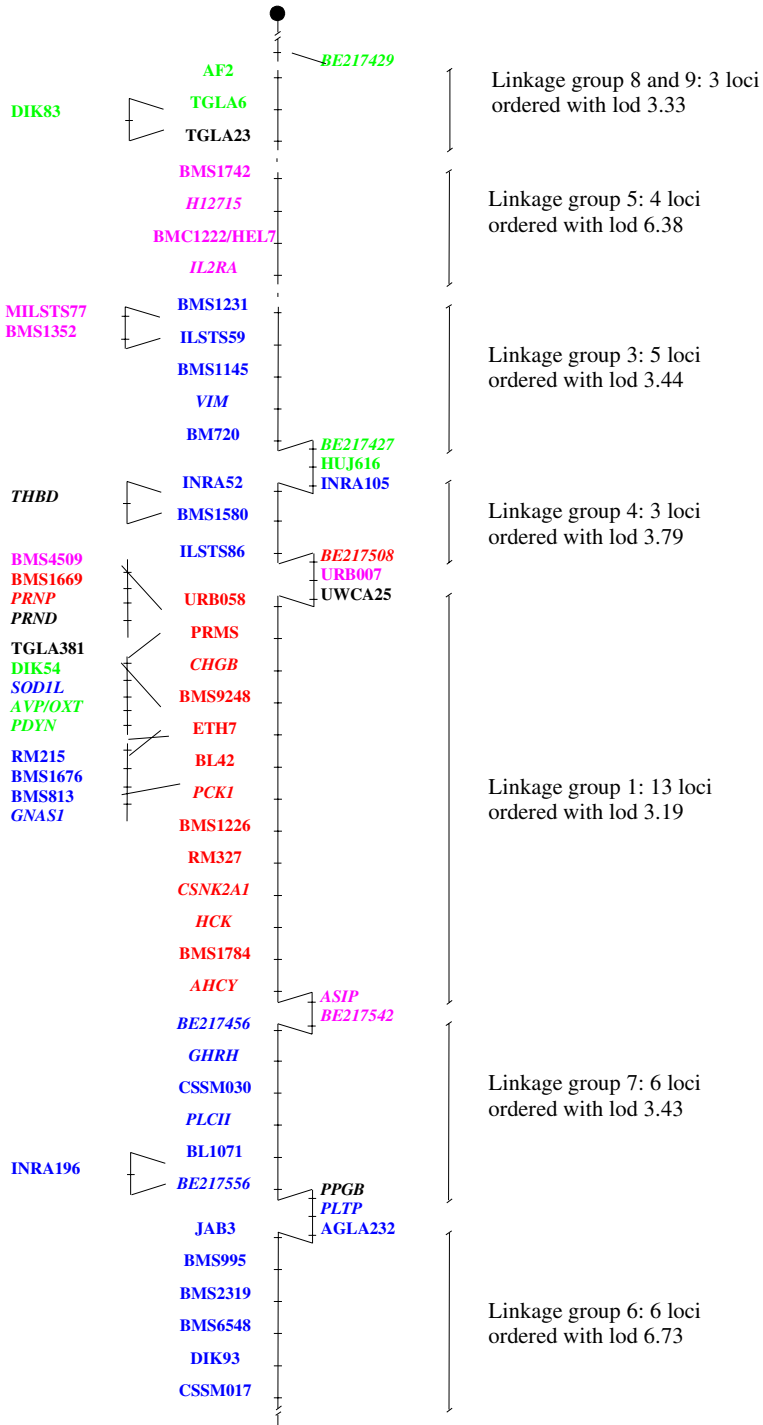 BE217429
AF2
DIK83
TGLA6
TGLA23
Linkage group 8 and 9: 3 loci
ordered with lod 3.33
BMS1742
H12715
BMC1222/HEL7
IL2RA
Linkage group 5: 4 loci
ordered with lod 6.38
MILSTS77
BMS1352
BMS1231
ILSTS59
BMS1145
VIM
BM720
Linkage group 3: 5 loci
ordered with lod 3.44
BE217427
HUJ616
INRA105
THBD
INRA52
BMS1580
ILSTS86
Linkage group 4: 3 loci
ordered with lod 3.79
BE217508
URB007
UWCA25
BMS4509
BMS1669
PRNP
PRND
TGLA381
DIK54
SOD1L
AVP/OXT
PDYN
RM215
BMS1676
BMS813
GNAS1
URB058
PRMS
CHGB
BMS9248
ETH7
BL42
PCK1
BMS1226
RM327
CSNK2A1
HCK
BMS1784
AHCY
Linkage group 1: 13 loci
ordered with lod 3.19
ASIP
BE217542
BE217456
GHRH
CSSM030
PLCII
BL1071
BE217556
INRA196
Linkage group 7: 6 loci
ordered with lod 3.43
PPGB
PLTP
AGLA232
JAB3
BMS995
BMS2319
BMS6548
DIK93
CSSM017
Linkage group 6: 6 loci
ordered with lod 6.73